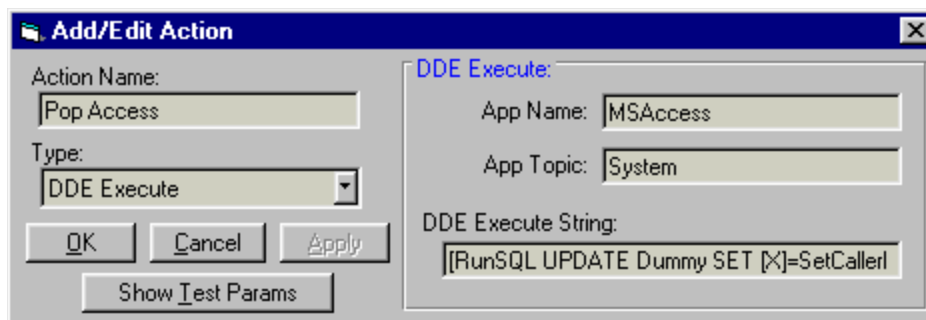 Add/Edit Action
Action Name:
Pop Access
Type:
DDE Execute
OK Cancel Apply
Show Test Params
DDE Execute:
App Name: MSAccess
App Topic: System
DDE Execute String:
[RunSQL UPDATE Dummy SET [X]=SetCallerI